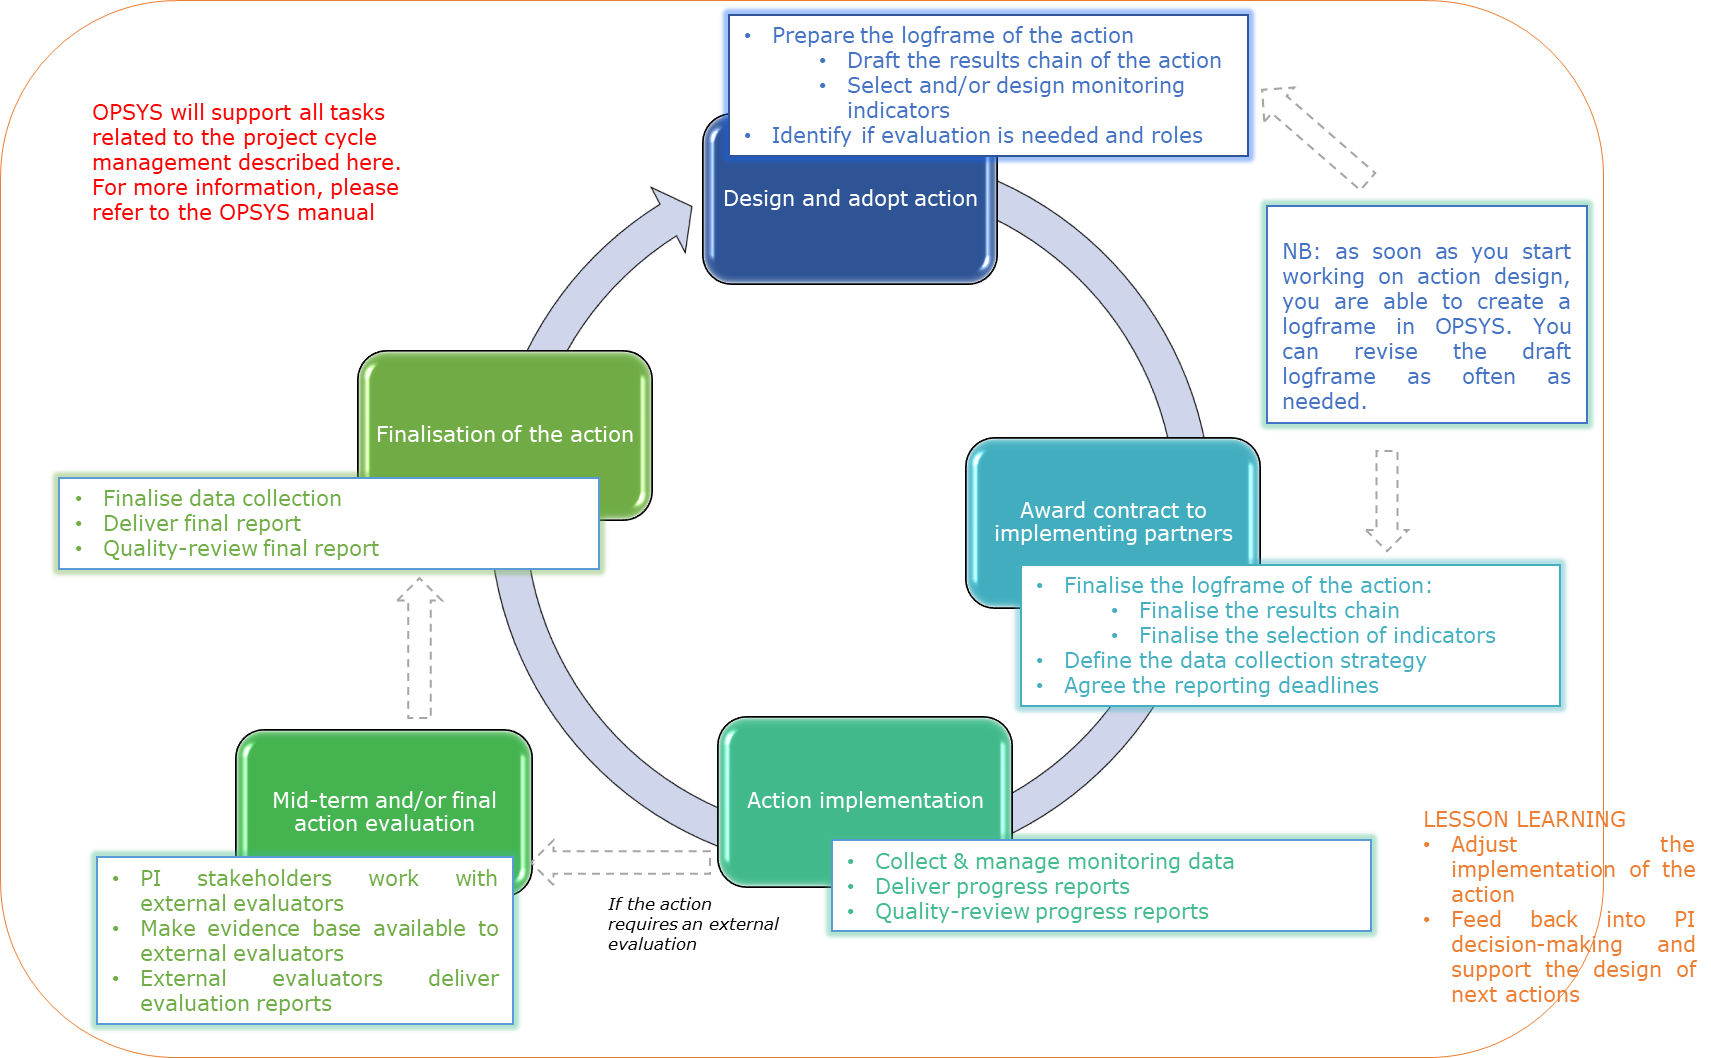 Prepare the logframe of the action
Draft the results chain of the action
Select and/or design monitoring
indicators
Identify if evaluation is needed and roles
OPSYS will support all tasks
related to the project cycle
management described here.
For more information, please
refer to the OPSYS manual
Design and adopt action
NB: as soon as you start
working on action design,
you are able to create a
logframe in OPSYS. You
can revise the draft
logframe as often as
needed.
Finalisation of the action
Finalise data collection
Deliver final report
Quality-review final report
Award contract to
implementing partners
Finalise the logframe of the action:
Finalise the results chain
Finalise the selection of indicators
Define the data collection strategy
Agree the reporting deadlines
Mid-term and/or final
action evaluation
PI stakeholders work with
external evaluators
Make evidence base available to
external evaluators
External evaluators deliver
evaluation reports
If the action
requires an external
evaluation
Action implementation
Collect & manage monitoring data
Deliver progress reports
Quality-review progress reports
LESSON LEARNING
Adjust the
implementation of the
action
Feed back into PI
decision-making and
support the design of
next actions